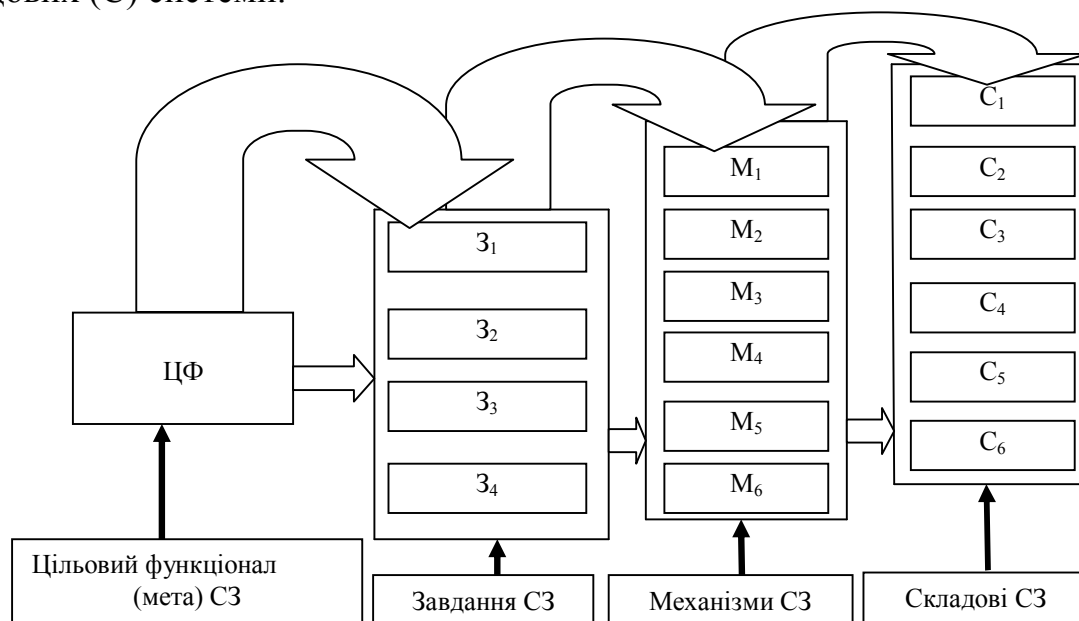 (С) системи.
ЦФ
З₁
З₂
З₃
З₄
М₁
М₂
М₃
М₄
М₅
М₆
С₁
С₂
С₃
С₄
С₅
С₆
Цільовий функціонал
(мета) СЗ
Завдання СЗ
Механізми СЗ
Складові СЗ